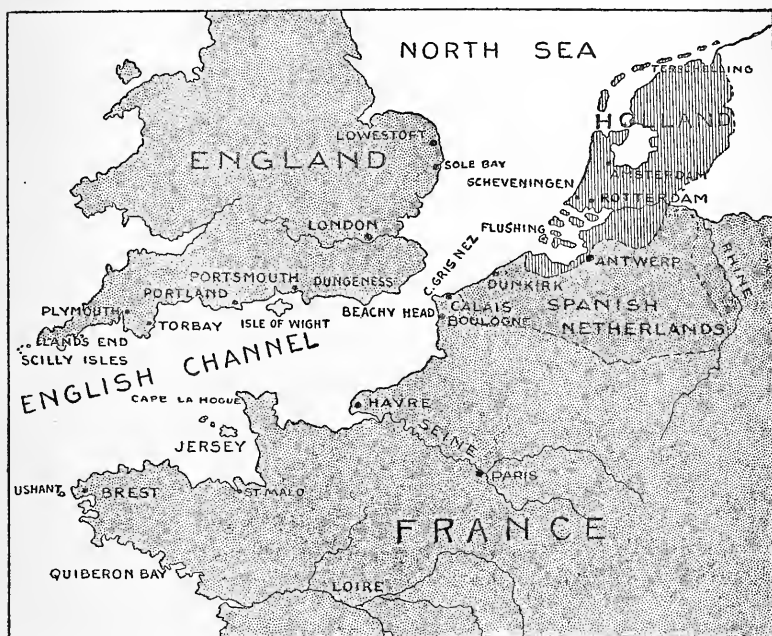 NORTH SEA
TERSCHELLING
HOLLAND
LOWESTOFT
ENGLAND
SOLE BAY
AMSTERDAM
SCHEVENINGEN
ROTTERDAM
LONDON
FLUSHING
C. GRIS NEZ
ANTWERP
RHINE
PORTSMOUTH
DUNGENESS
DUNKIRK
PORTLAND
SPANISH
NETHERLANDS
PLYMOUTH
TORBAY
ISLE OF WIGHT
BEACHY HEAD
CALAIS
BOULOGNE
LANDS END
SCILLY ISLES
ENGLISH CHANNEL
CAPE LA HOGUE
HAVRE
JERSEY
SEINE
PARIS
USHANT
BREST
ST. MALO
FRANCE
QUIBERON BAY
LOIRE